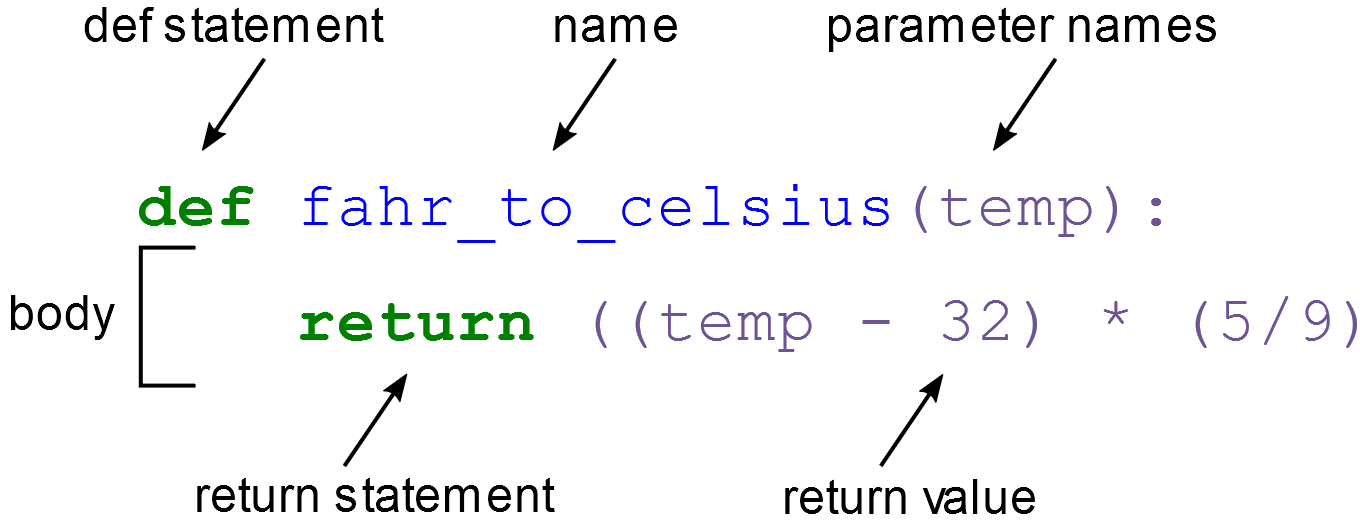 def statement name parameter names
def fahr_to_celsius(temp):
body
return ((temp - 32) * (5/9)
return statement return value